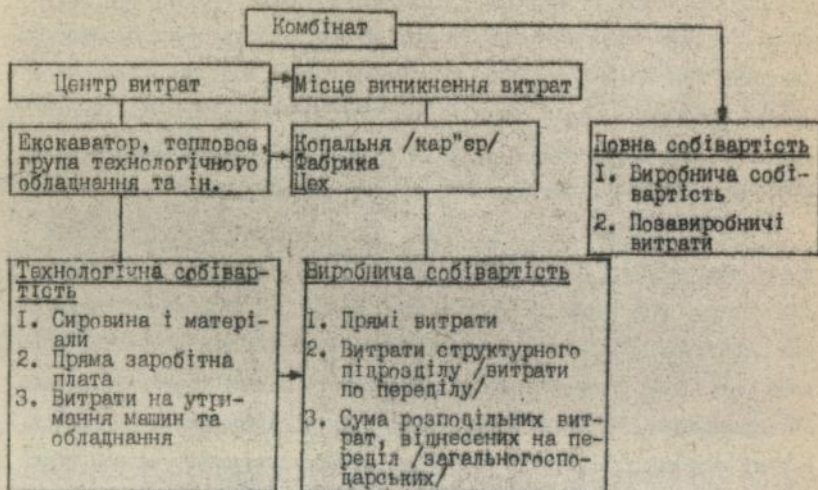 Комбінат
Центр витрат
Місце виникнення витрат
Екскаватор, тепловоз,
група технологічного
обладнання та ін.
Копальня /кар"єр/
Фабрика
Цех
Повна собівартість
1. Виробнича собі-
вартість
2. Позавиробничі
витрати
Технологічна собівар-
тість
1. Сировина і матері-
али
2. Пряма заробітна
плата
3. Витрати на утри-
мання машин та
обладнання
Виробнича собівартість
1. Прямі витрати
2. Витрати структурного
підрозділу /витрати
по переділу/
3. Сума розподільних вит-
рат, віднесених на пе-
реділ /загальногоспо-
дарських/